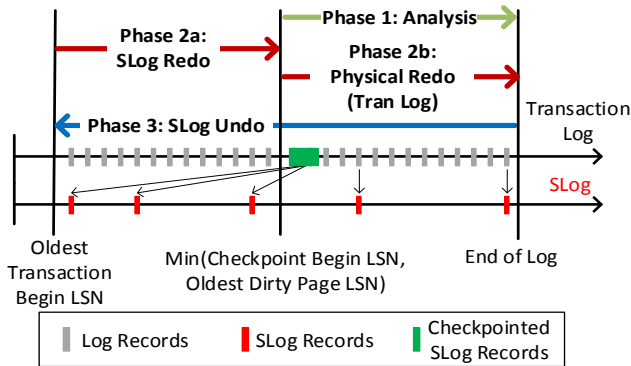 Phase 1: Analysis
Phase 2a:
SLog Redo
Phase 2b:
Physical Redo
(Tran Log)
Phase 3: SLog Undo
Transaction
Log
SLog
Oldest
Transaction
Begin LSN
Min(Checkpoint Begin LSN,
Oldest Dirty Page LSN)
End of Log
Log Records
SLog Records
Checkpointed
SLog Records